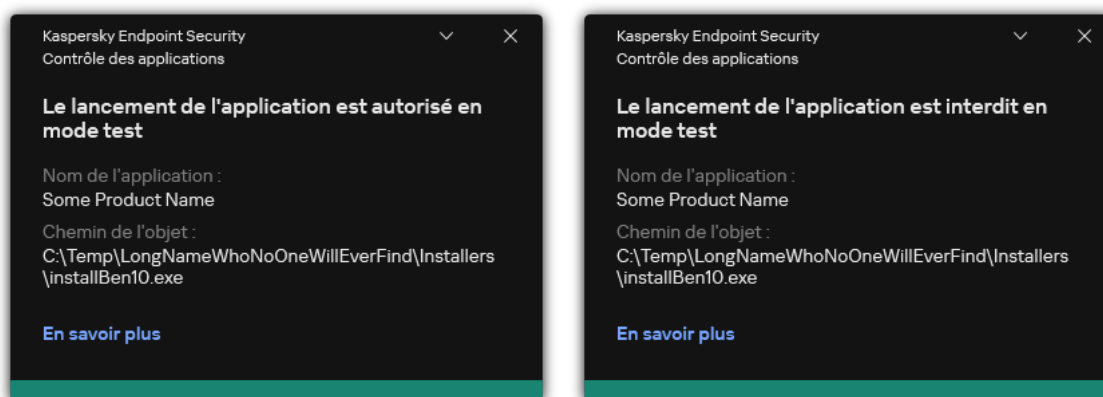 Kaspersky Endpoint Security
Contrôle des applications
Le lancement de l'application est autorisé en
mode test
Nom de l'application :
Some Product Name
Chemin de l'objet :
C:\Temp\LongNameWhoNoOneWillEverFind\Installers
\installBen10.exe
En savoir plus
Kaspersky Endpoint Security
Contrôle des applications
Le lancement de l'application est interdit en
mode test
Nom de l'application :
Some Product Name
Chemin de l'objet :
C:\Temp\LongNameWhoNoOneWillEverFind\Installers
\installBen10.exe
En savoir plus